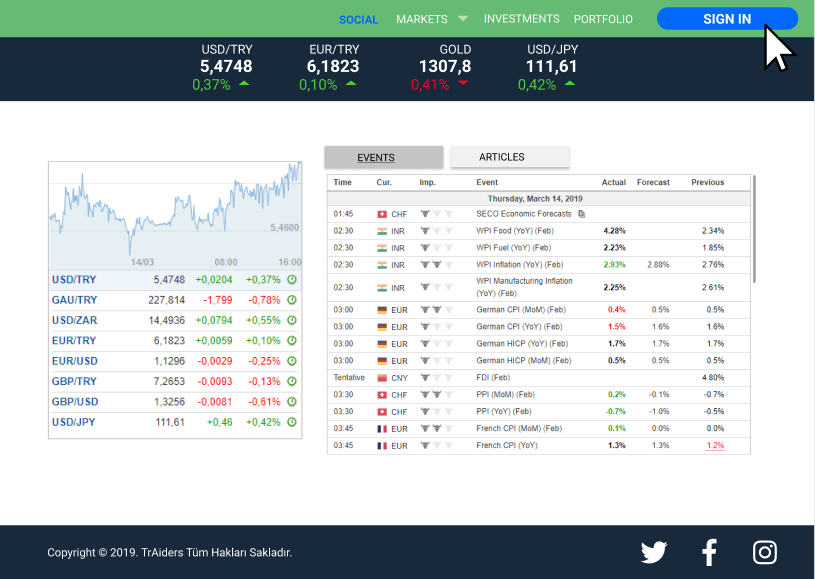 SOCIAL MARKETS INVESTMENTS PORTFOLIO SIGN IN
USD/TRY EUR/TRY GOLD USD/JPY
5,4748 6,1823 1307,8 111,61
0,37% 0,10% 0,41% 0,42%
5,4600
14/03 08:00 16:00
USD/TRY 5,4748 +0,0204 +0,37%
GAU/TRY 227,814 -1,799 -0,78%
USD/ZAR 14,4936 +0,0794 +0,55%
EUR/TRY 6,1823 +0,0059 +0,10%
EUR/USD 1,1296 -0,0029 -0,25%
GBP/TRY 7,2653 -0,0093 -0,13%
GBP/USD 1,3256 -0,0081 -0,61%
USD/JPY 111,61 +0,46 +0,42%
EVENTS ARTICLES
Time Cur. Imp. Event Actual Forecast Previous
Thursday, March 14, 2019
01:45 CHF SECO Economic Forecasts
02:30 INR WPI Food (YoY) (Feb) 4.28% 2.34%
02:30 INR WPI Fuel (YoY) (Feb) 2.23% 1.85%
02:30 INR WPI Inflation (YoY) (Feb) 2.93% 2.88% 2.76%
02:30 INR WPI Manufacturing Inflation (YoY) (Feb) 2.25% 2.61%
03:00 EUR German CPI (MoM) (Feb) 0.4% 0.5% 0.5%
03:00 EUR German CPI (YoY) (Feb) 1.5% 1.6% 1.6%
03:00 EUR German HICP (YoY) (Feb) 1.7% 1.7% 1.7%
03:00 EUR German HICP (MoM) (Feb) 0.5% 0.5% 0.5%
Tentative CNY FDI (Feb) 4.80%
03:30 CHF PPI (MoM) (Feb) 0.2% -0.1% -0.7%
03:30 CHF PPI (YoY) (Feb) -0.7% -1.0% -0.5%
03:45 EUR French CPI (MoM) (Feb) 0.1% 0.0% 0.0%
03:45 EUR French CPI (YoY) 1.3% 1.3% 1.2%
Copyright © 2019. TrAiders Tüm Hakları Sakladır.